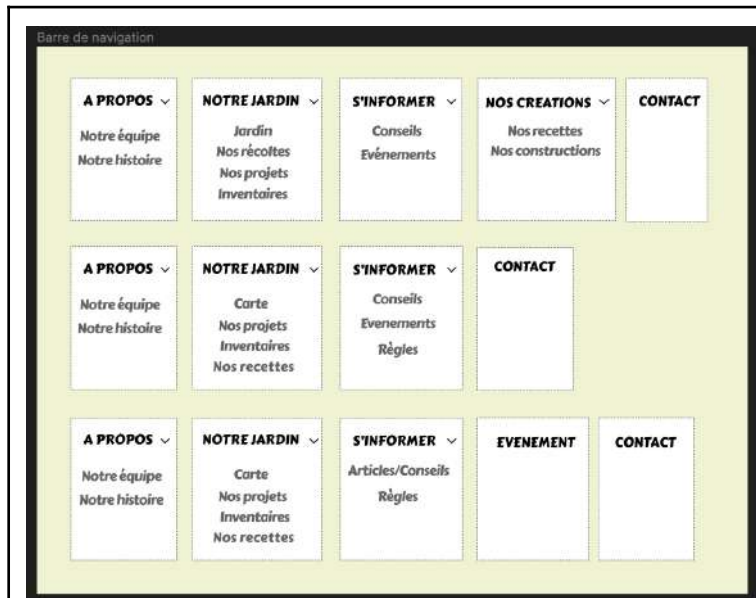 Barre de navigation
A PROPOS
Notre équipe
Notre histoire
NOTRE JARDIN
Jardin
Nos récoltes
Nos projets
Inventaires
S'INFORMER
Conseils
Evénements
NOS CREATIONS
Nos recettes
Nos constructions
CONTACT
A PROPOS
Notre équipe
Notre histoire
NOTRE JARDIN
Carte
Nos projets
Inventaires
Nos recettes
S'INFORMER
Conseils
Evenements
Règles
CONTACT
A PROPOS
Notre équipe
Notre histoire
NOTRE JARDIN
Carte
Nos projets
Inventaires
Nos recettes
S'INFORMER
Articles/Conseils
Règles
EVENEMENT
CONTACT